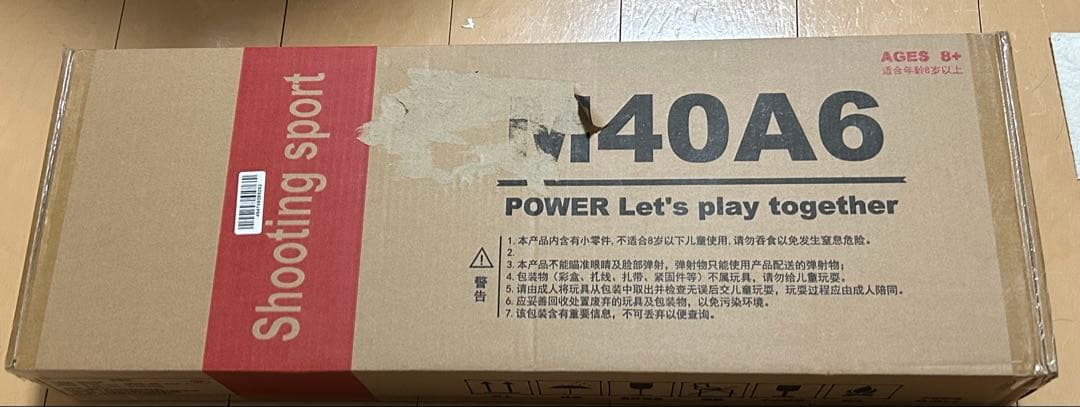 Shooting sport
AGES 8+
适合年龄8岁以上
M40A6
POWER Let's play together
警告
1. 本产品内含有小零件, 不适合8岁以下儿童使用, 请勿吞食以免发生窒息危险。
2.
3. 本产品不能瞄准眼睛及脸部弹射，弹射物只能使用产品配送的弹射物；
4. 包装物（彩盒、扎线、扎带、紧固件等）不属玩具，请勿给儿童玩耍。
5. 请由成人将玩具从包装中取出并检查无误后交儿童玩耍，玩耍过程应由成人陪同。
6. 应妥善回收处置废弃的玩具及包装物，以免污染环境。
7. 该包装含有重要信息，不可丢弃以便查询。